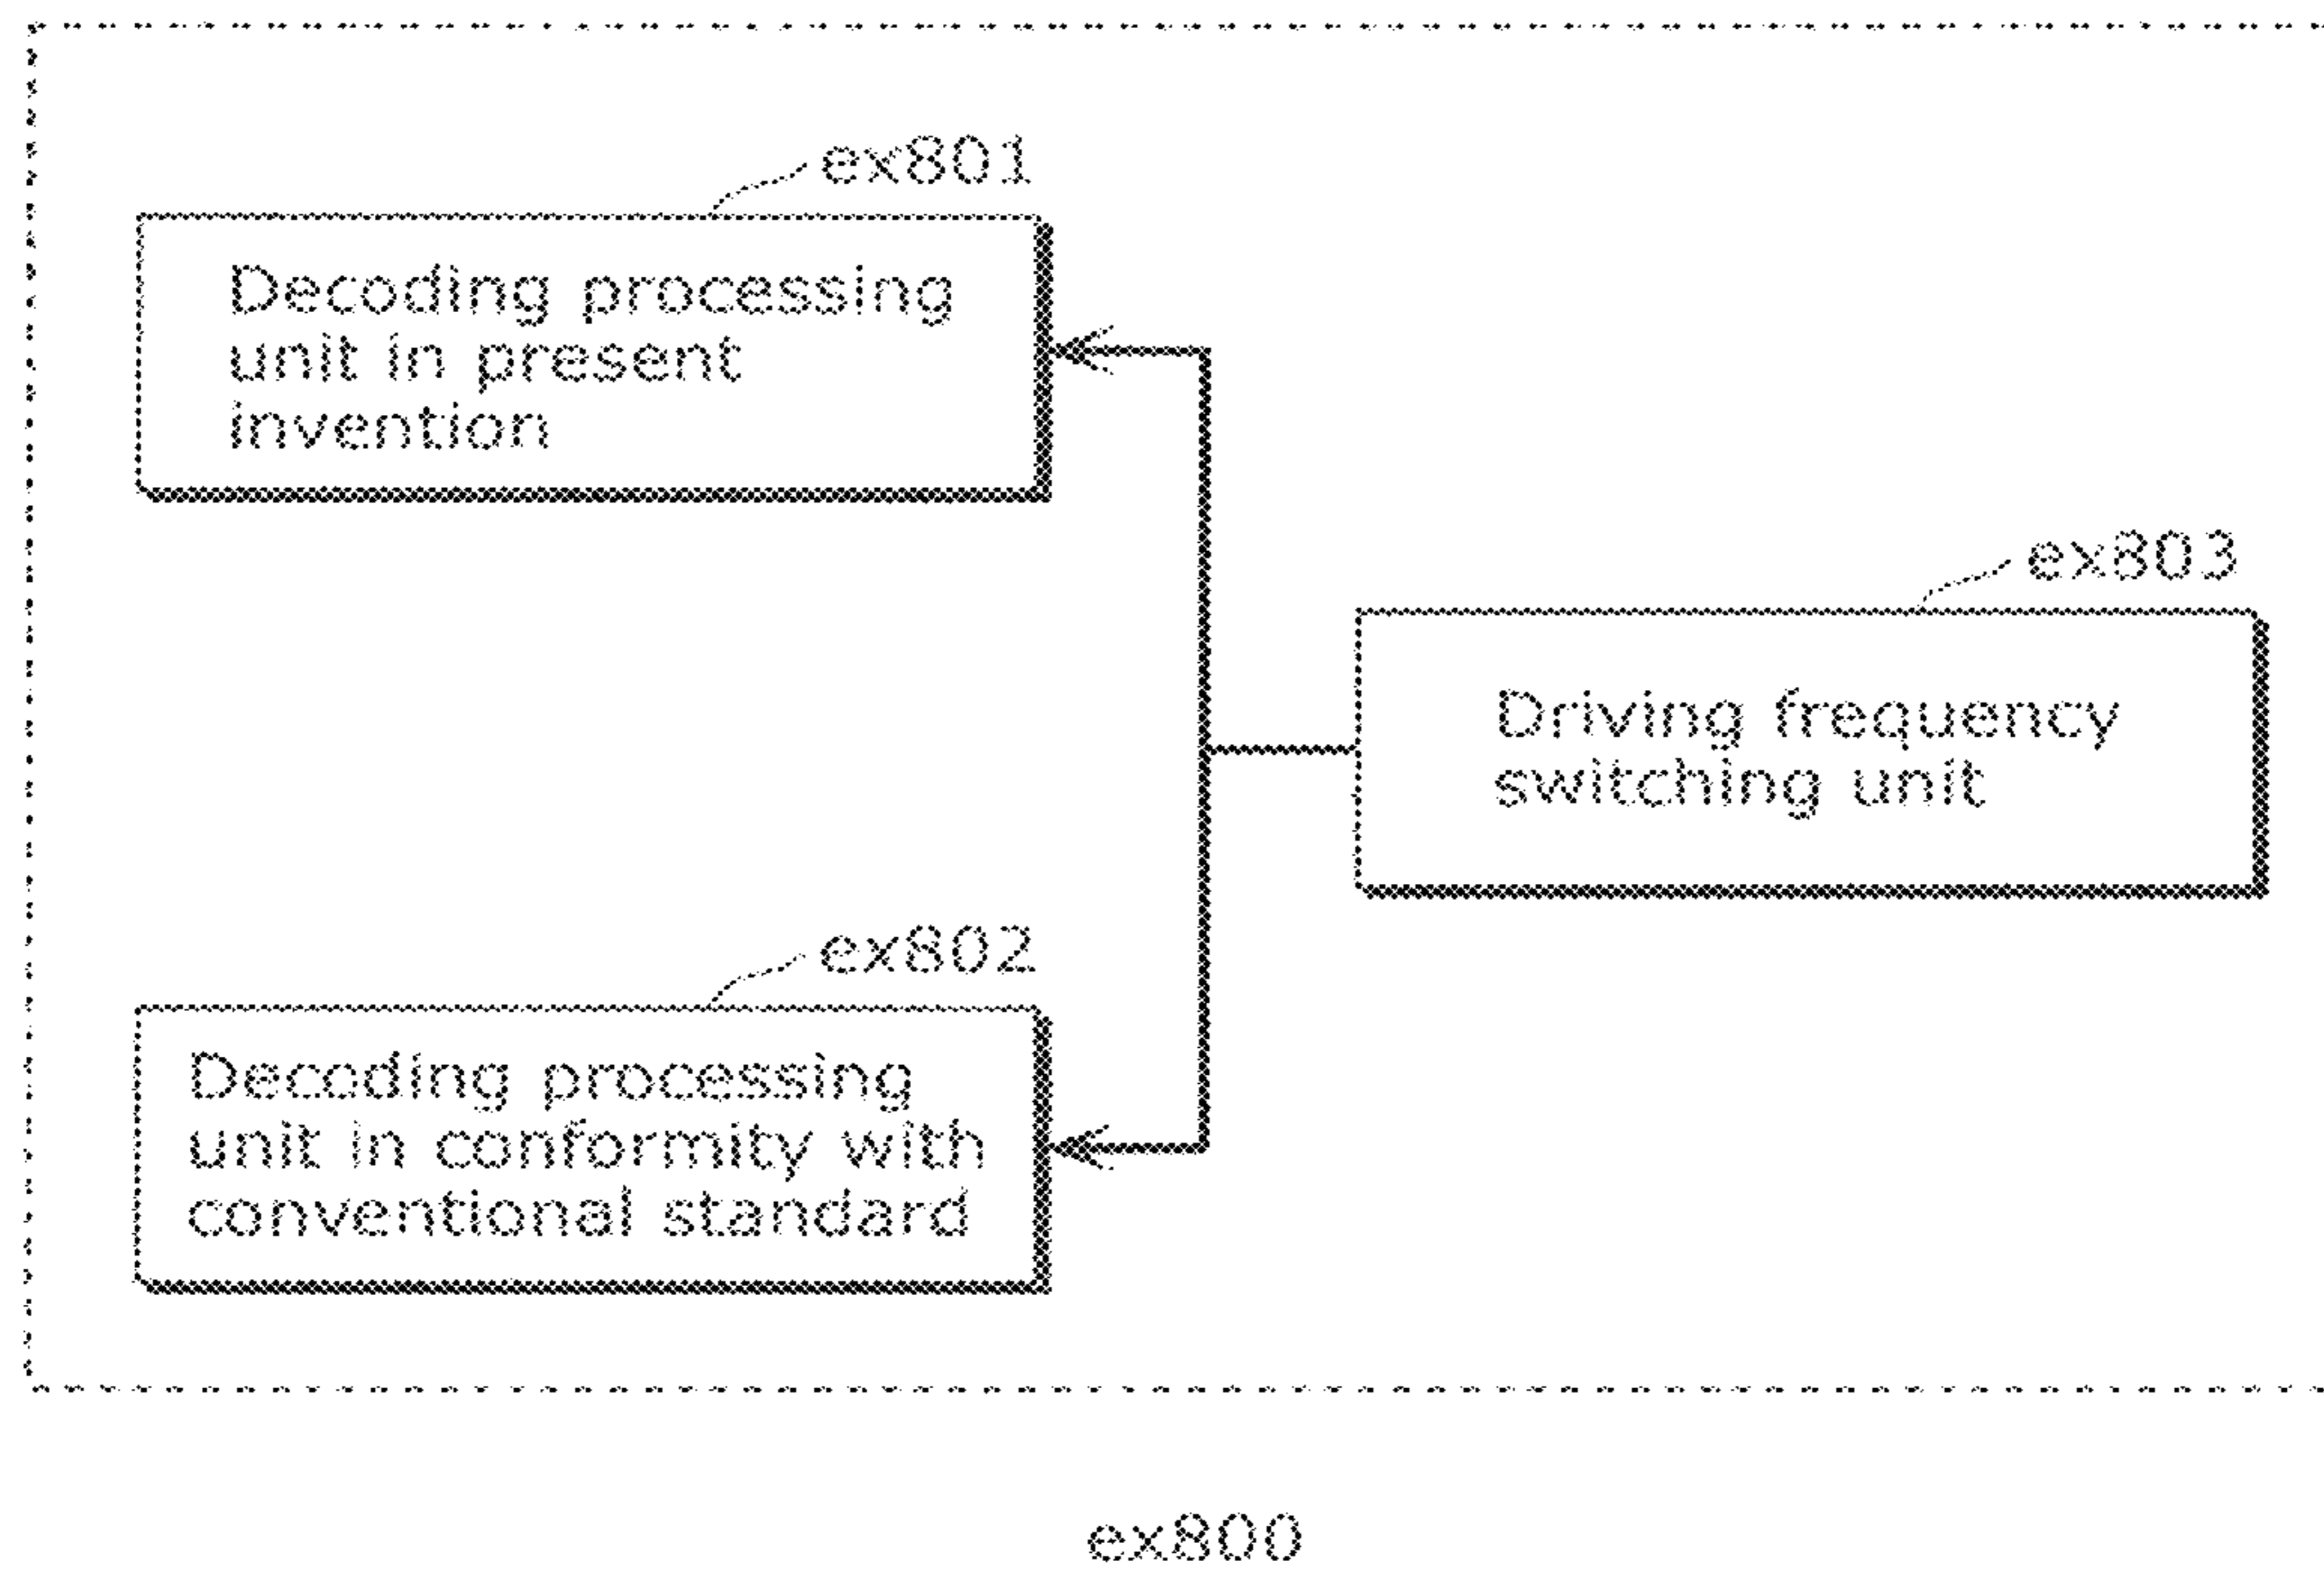 ex801
Decoding processing
unit in present
invention
ex803
Driving frequency
switching unit
ex802
Decoding processing
unit in conformity with
conventional standard
ex800